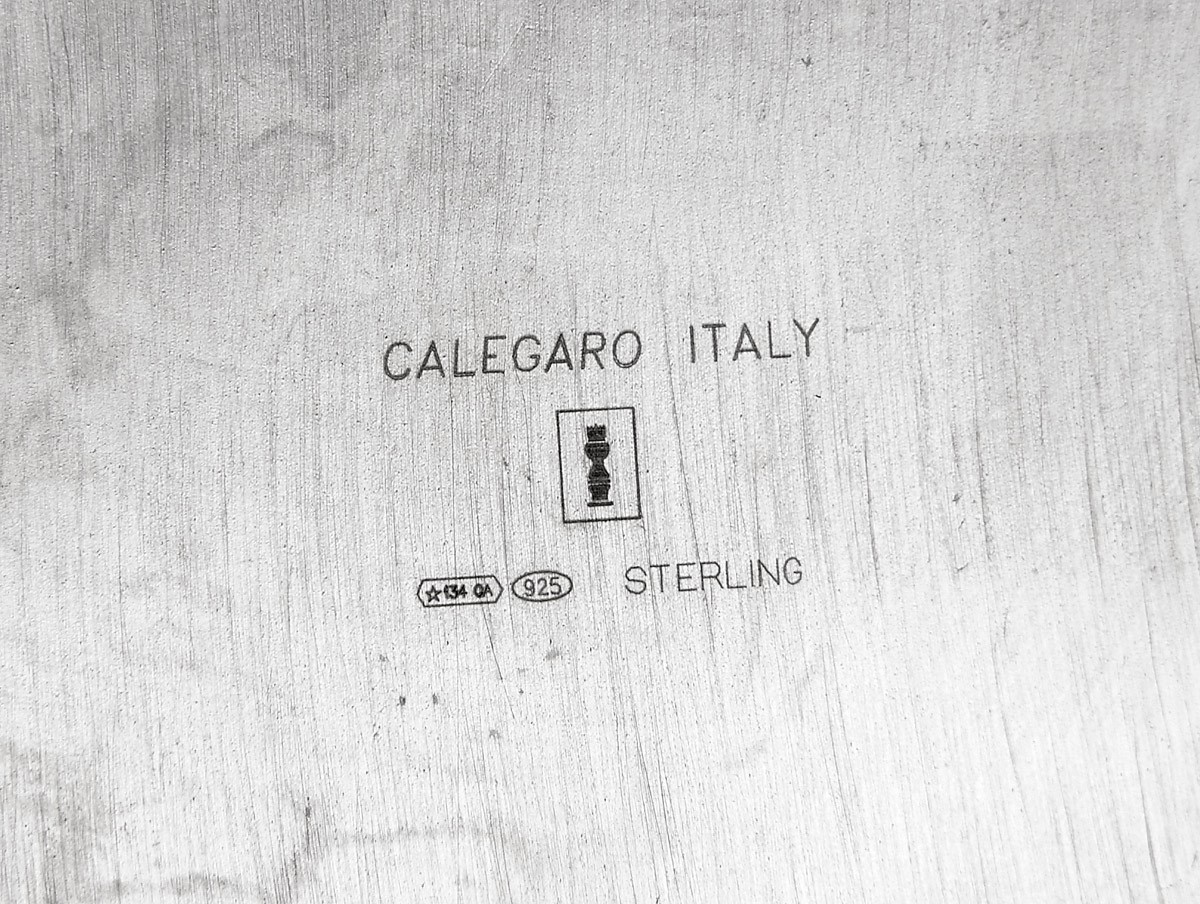 CALEGARO ITALY
★134 QA 925 STERLING